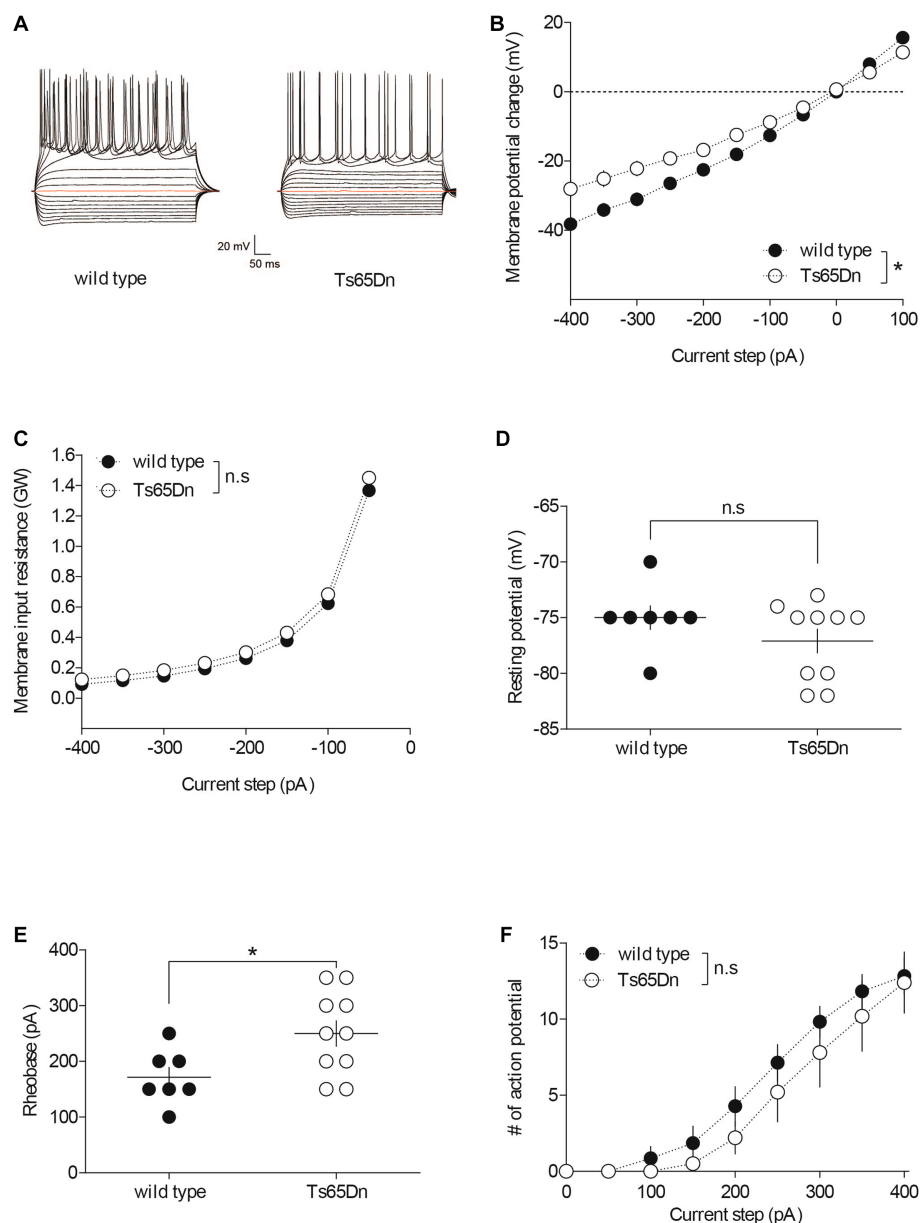 A
20 mV
50 ms
wild type
Ts65Dn
B
Membrane potential change (mV)
20
0
-20
-40
wild type
Ts65Dn
*
-400
-300
-200
-100
0
100
Current step (pA)
C
Membrane input resistance (GW)
1.6
1.4
1.2
1.0
0.8
0.6
0.4
0.2
0.0
wild type
Ts65Dn
n.s
-400
-300
-200
-100
0
Current step (pA)
D
Resting potential (mV)
-65
-70
-75
-80
-85
n.s
wild type
Ts65Dn
E
Rheobase (pA)
400
300
200
100
0
*
wild type
Ts65Dn
F
# of action potential
15
10
5
0
wild type
Ts65Dn
n.s
0
100
200
300
400
Current step (pA)